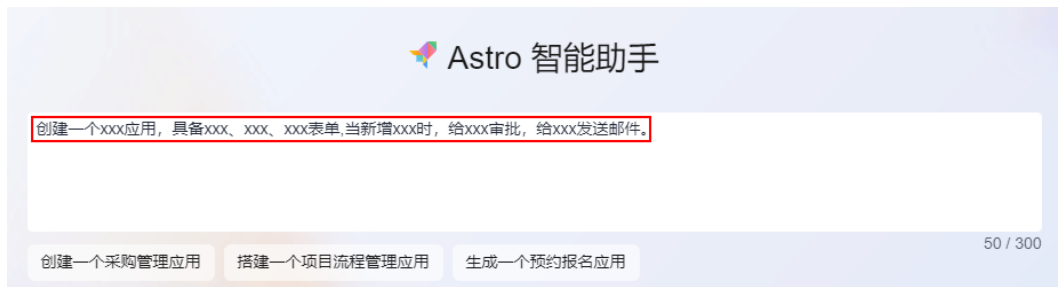 Astro 智能助手
创建一个xxx应用，具备xxx、xxx、xxx表单,当新增xxx时，给xxx审批，给xxx发送邮件。
50 / 300
创建一个采购管理应用
搭建一个项目流程管理应用
生成一个预约报名应用